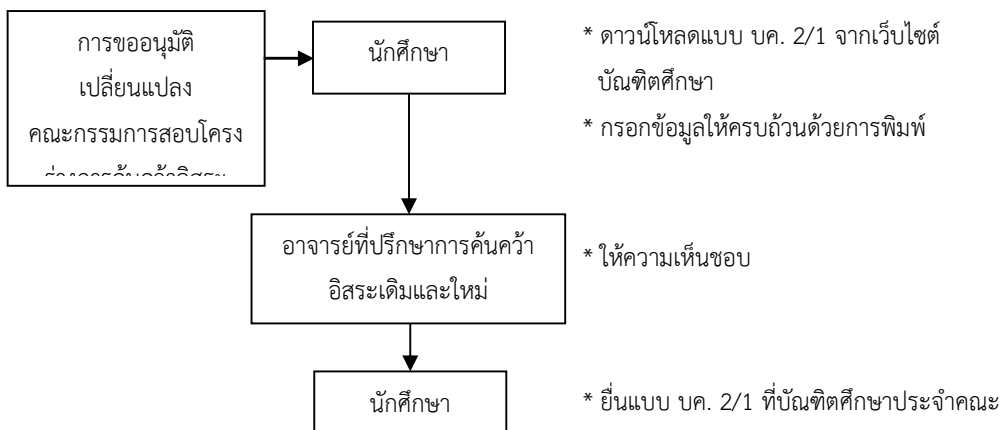 การขออนุมัติ
เปลี่ยนแปลง
คณะกรรมการสอบโครง
นักศึกษา
* ดาวน์โหลดแบบ บค. 2/1 จากเว็บไซต์
บัณฑิตศึกษา
* กรอกข้อมูลให้ครบถ้วนด้วยการพิมพ์
อาจารย์ที่ปรึกษาการค้นคว้า
อิสระเดิมและใหม่
* ให้ความเห็นชอบ
นักศึกษา
* ยื่นแบบ บค. 2/1 ที่บัณฑิตศึกษาประจำคณะ